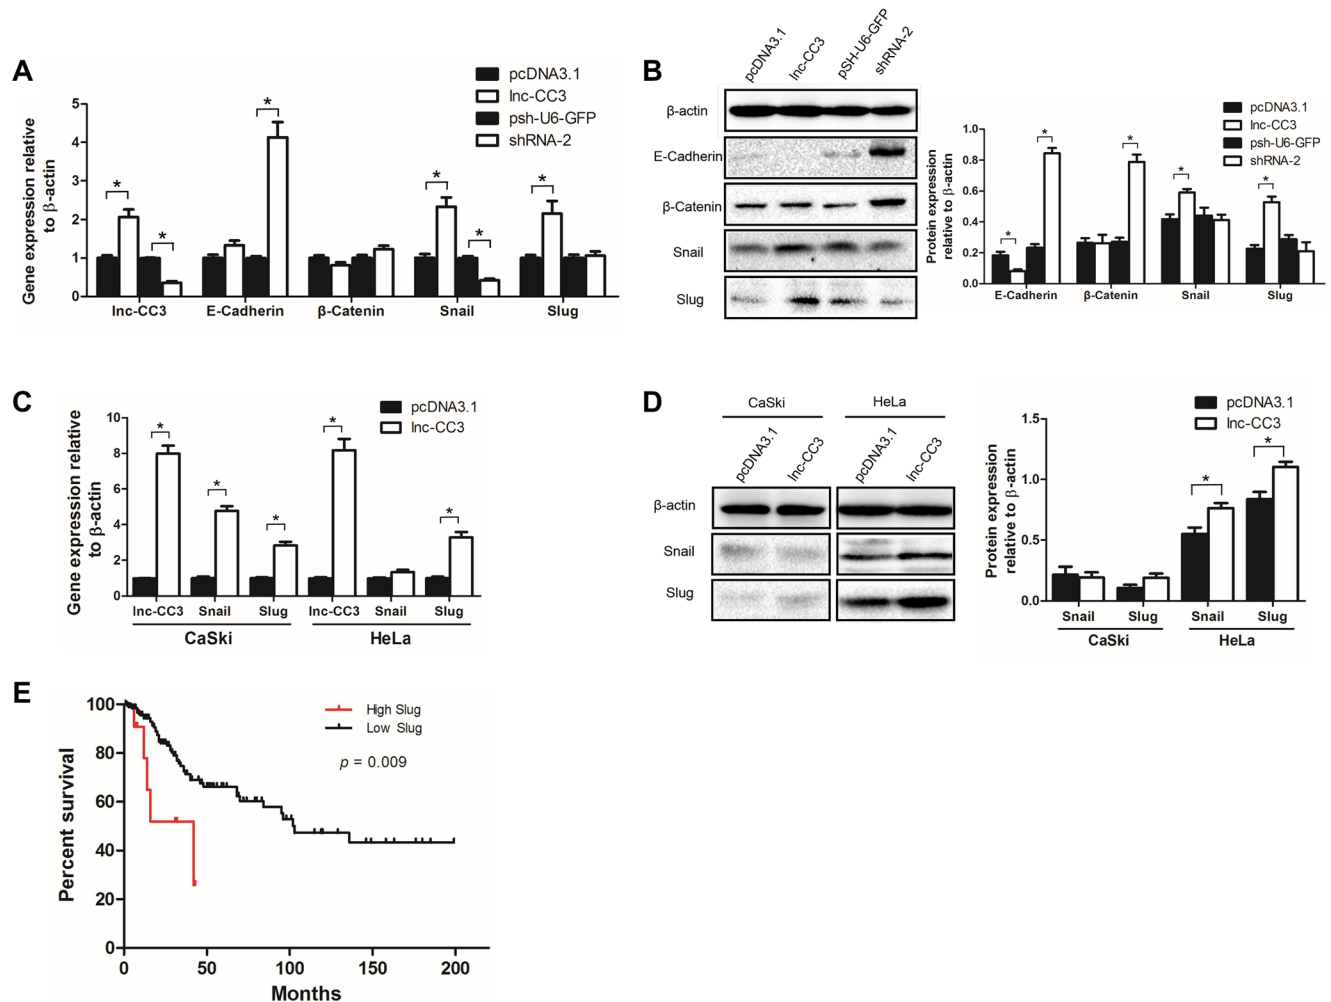 A
pcDNA3.1
lnc-CC3
psh-U6-GFP
shRNA-2
Gene expression relative
to β-actin
5
4
3
2
1
0
*
*
*
*
*
*
lnc-CC3
E-Cadherin
β-Catenin
Snail
Slug
B
pcDNA3.1
lnc-CC3
pSH-U6-GFP
shRNA-2
β-actin
E-Cadherin
β-Catenin
Snail
Slug
pcDNA3.1
lnc-CC3
psh-U6-GFP
shRNA-2
Protein expression
relative to β-actin
1.0
0.8
0.6
0.4
0.2
0.0
*
*
*
*
*
E-Cadherin
β-Catenin
Snail
Slug
C
pcDNA3.1
lnc-CC3
Gene expression relative
to β-actin
10
8
6
4
2
0
*
*
*
*
*
lnc-CC3
Snail
Slug
lnc-CC3
Snail
Slug
CaSki
HeLa
D
CaSki
HeLa
pcDNA3.1
lnc-CC3
pcDNA3.1
lnc-CC3
β-actin
Snail
Slug
pcDNA3.1
lnc-CC3
Protein expression
relative to β-actin
1.5
1.0
0.5
0.0
*
*
Snail
Slug
Snail
Slug
CaSki
HeLa
E
High Slug
Low Slug
p = 0.009
Percent survival
100
80
60
40
20
0
0
50
100
150
200
Months